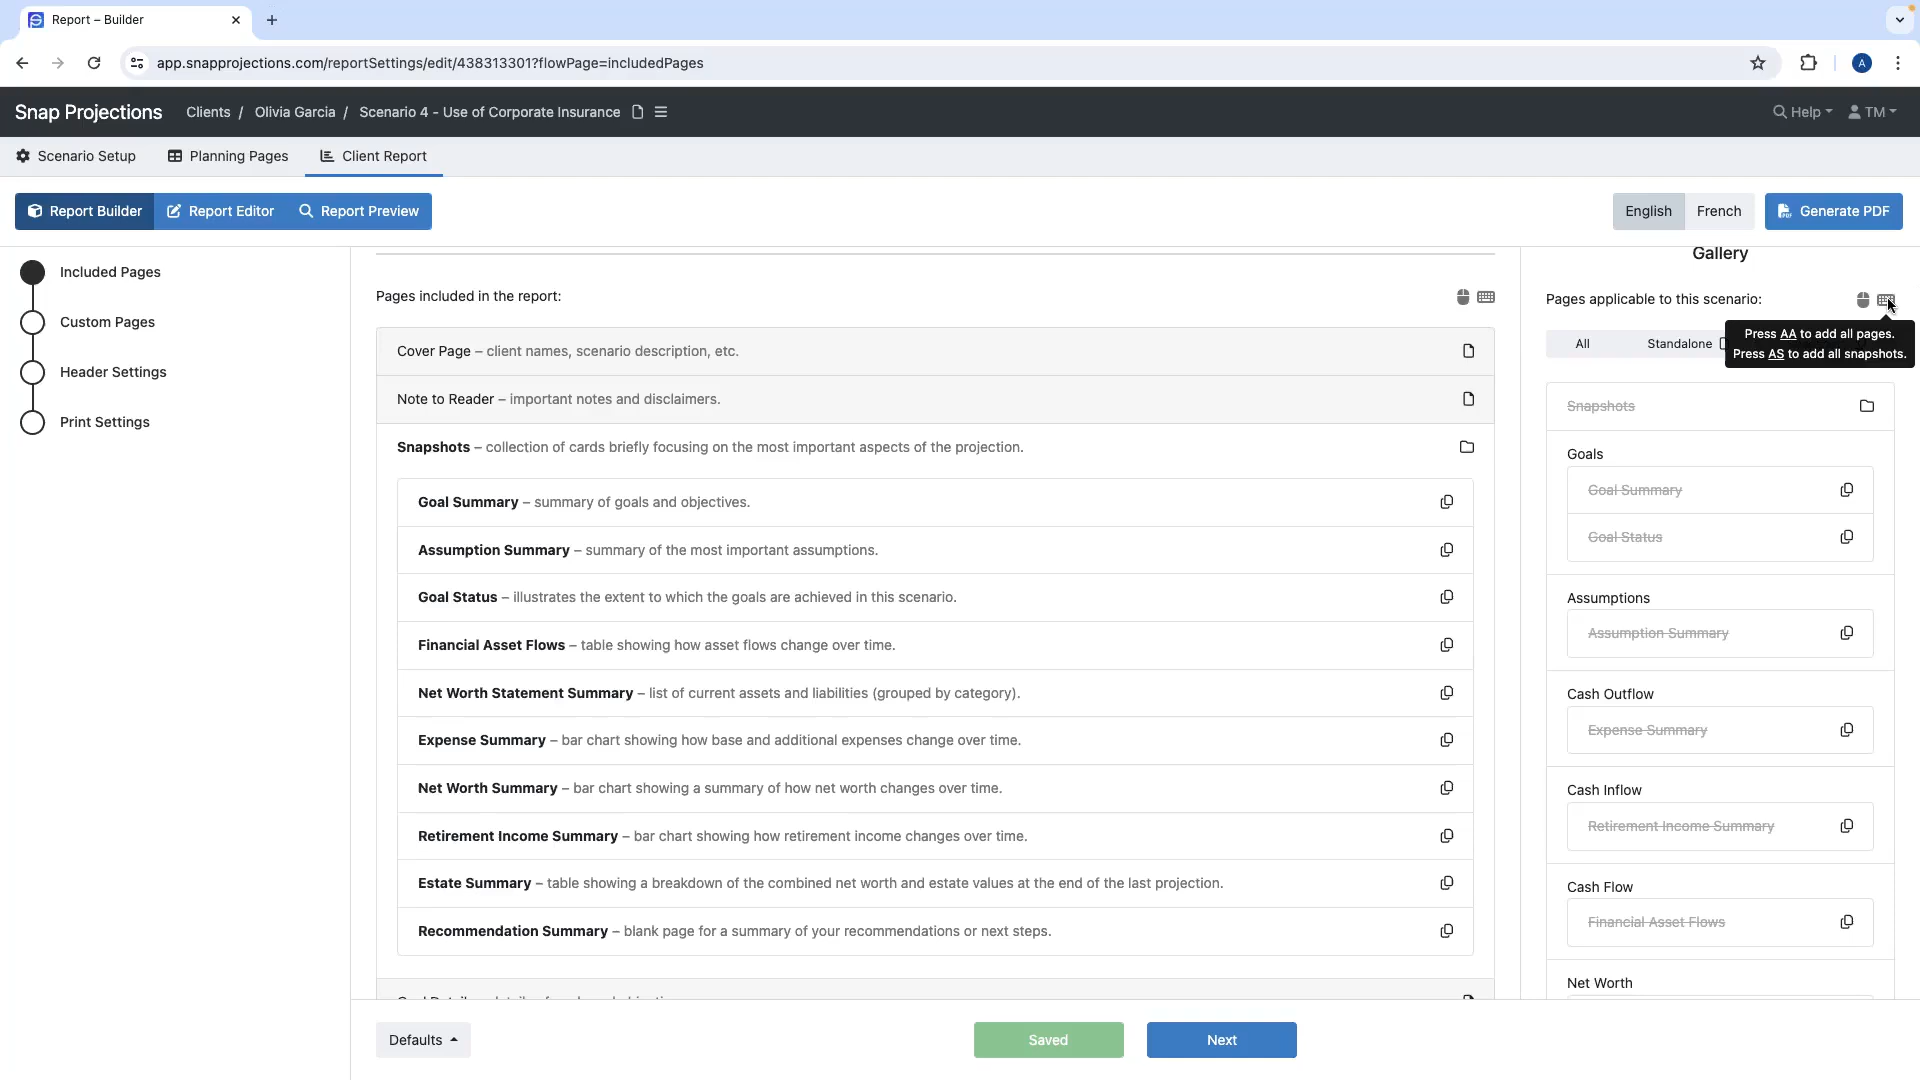 Report – Builder
app.snapprojections.com/reportSettings/edit/438313301?flowPage=includedPages
A
Snap Projections
Clients / Olivia Garcia / Scenario 4 - Use of Corporate Insurance
Help
TM
Scenario Setup
Planning Pages
Client Report
Report Builder
Report Editor
Report Preview
English
French
Generate PDF
Included Pages
Custom Pages
Header Settings
Print Settings
Pages included in the report:
Cover Page – client names, scenario description, etc.
Note to Reader – important notes and disclaimers.
Snapshots – collection of cards briefly focusing on the most important aspects of the projection.
Goal Summary – summary of goals and objectives.
Assumption Summary – summary of the most important assumptions.
Goal Status – illustrates the extent to which the goals are achieved in this scenario.
Financial Asset Flows – table showing how asset flows change over time.
Net Worth Statement Summary – list of current assets and liabilities (grouped by category).
Expense Summary – bar chart showing how base and additional expenses change over time.
Net Worth Summary – bar chart showing a summary of how net worth changes over time.
Retirement Income Summary – bar chart showing how retirement income changes over time.
Estate Summary – table showing a breakdown of the combined net worth and estate values at the end of the last projection.
Recommendation Summary – blank page for a summary of your recommendations or next steps.
Gallery
Pages applicable to this scenario:
Press AA to add all pages.
Press AS to add all snapshots.
All
Standalone
Snapshots
Goals
Goal Summary
Goal Status
Assumptions
Assumption Summary
Cash Outflow
Expense Summary
Cash Inflow
Retirement Income Summary
Cash Flow
Financial Asset Flows
Net Worth
Defaults
Saved
Next